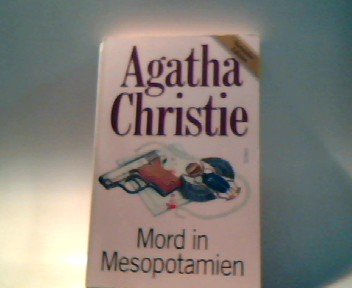 Agatha
Christie
Mord in
Mesopotamien